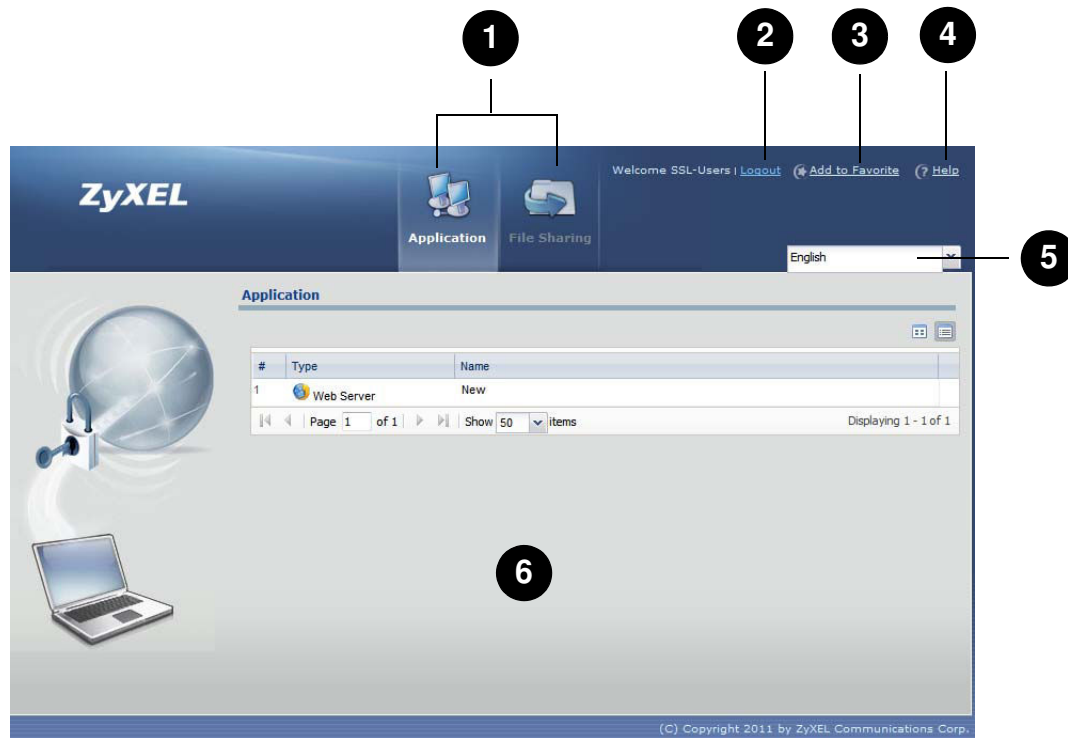 1
2
3
4
Welcome SSL-Users | Logout Add to Favorite ? Help
ZyXEL
Application File Sharing
English
5
Application
# Type Name
1 Web Server New
Page 1 of 1 Show 50 items Displaying 1 - 1 of 1
6
(C) Copyright 2011 by ZyXEL Communications Corp.